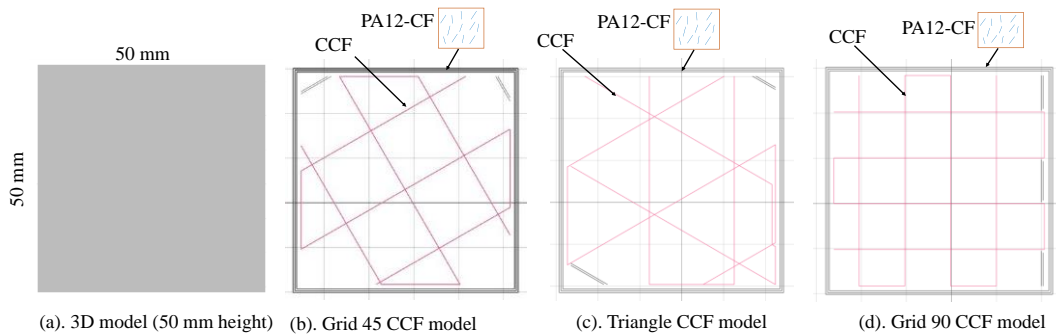 50 mm
50 mm
(a). 3D model (50 mm height)
PA12-CF
CCF
(b). Grid 45 CCF model
PA12-CF
CCF
(c). Triangle CCF model
PA12-CF
CCF
(d). Grid 90 CCF model